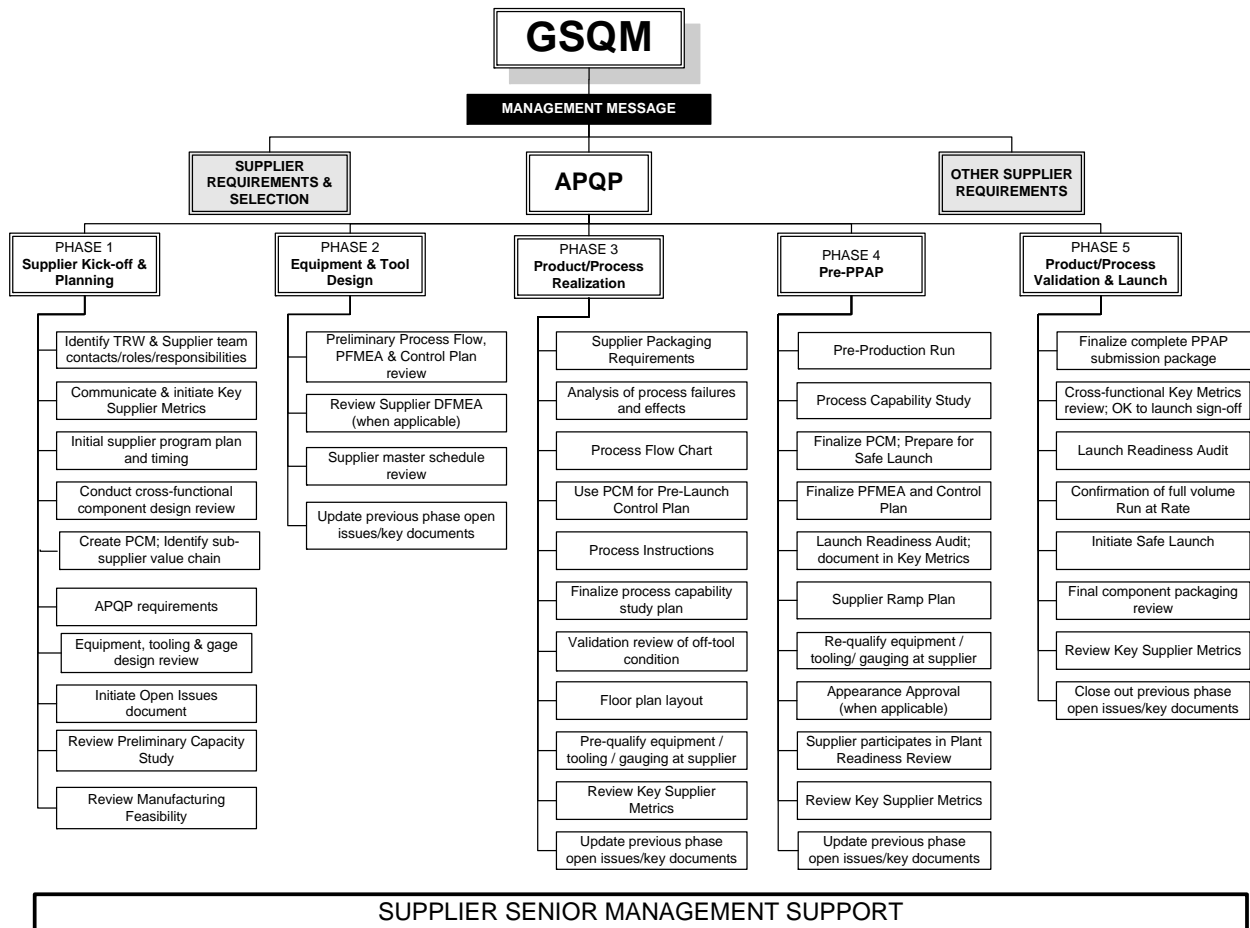 GSQM
MANAGEMENT MESSAGE
SUPPLIER
REQUIREMENTS &
SELECTION
APQP
OTHER SUPPLIER
REQUIREMENTS
PHASE 1
Supplier Kick-off &
Planning
Identify TRW & Supplier team
contacts/roles/responsibilities
Communicate & initiate Key
Supplier Metrics
Initial supplier program plan
and timing
Conduct cross-functional
component design review
Create PCM; Identify sub-
supplier value chain
APQP requirements
Equipment, tooling & gage
design review
Initiate Open Issues
document
Review Preliminary Capacity
Study
Review Manufacturing
Feasibility
PHASE 2
Equipment & Tool
Design
Preliminary Process Flow,
PFMEA & Control Plan
review
Review Supplier DFMEA
(when applicable)
Supplier master schedule
review
Update previous phase open
issues/key documents
PHASE 3
Product/Process
Realization
Supplier Packaging
Requirements
Analysis of process failures
and effects
Process Flow Chart
Use PCM for Pre-Launch
Control Plan
Process Instructions
Finalize process capability
study plan
Validation review of off-tool
condition
Floor plan layout
Pre-qualify equipment /
tooling / gauging at supplier
Review Key Supplier
Metrics
Update previous phase
open issues/key documents
PHASE 4
Pre-PPAP
Pre-Production Run
Process Capability Study
Finalize PCM; Prepare for
Safe Launch
Finalize PFMEA and Control
Plan
Launch Readiness Audit;
document in Key Metrics
Supplier Ramp Plan
Re-qualify equipment /
tooling/ gauging at supplier
Appearance Approval
(when applicable)
Supplier participates in Plant
Readiness Review
Review Key Supplier Metrics
Update previous phase
open issues/key documents
PHASE 5
Product/Process
Validation & Launch
Finalize complete PPAP
submission package
Cross-functional Key Metrics
review; OK to launch sign-off
Launch Readiness Audit
Confirmation of full volume
Run at Rate
Initiate Safe Launch
Final component packaging
review
Review Key Supplier Metrics
Close out previous phase
open issues/key documents
SUPPLIER SENIOR MANAGEMENT SUPPORT